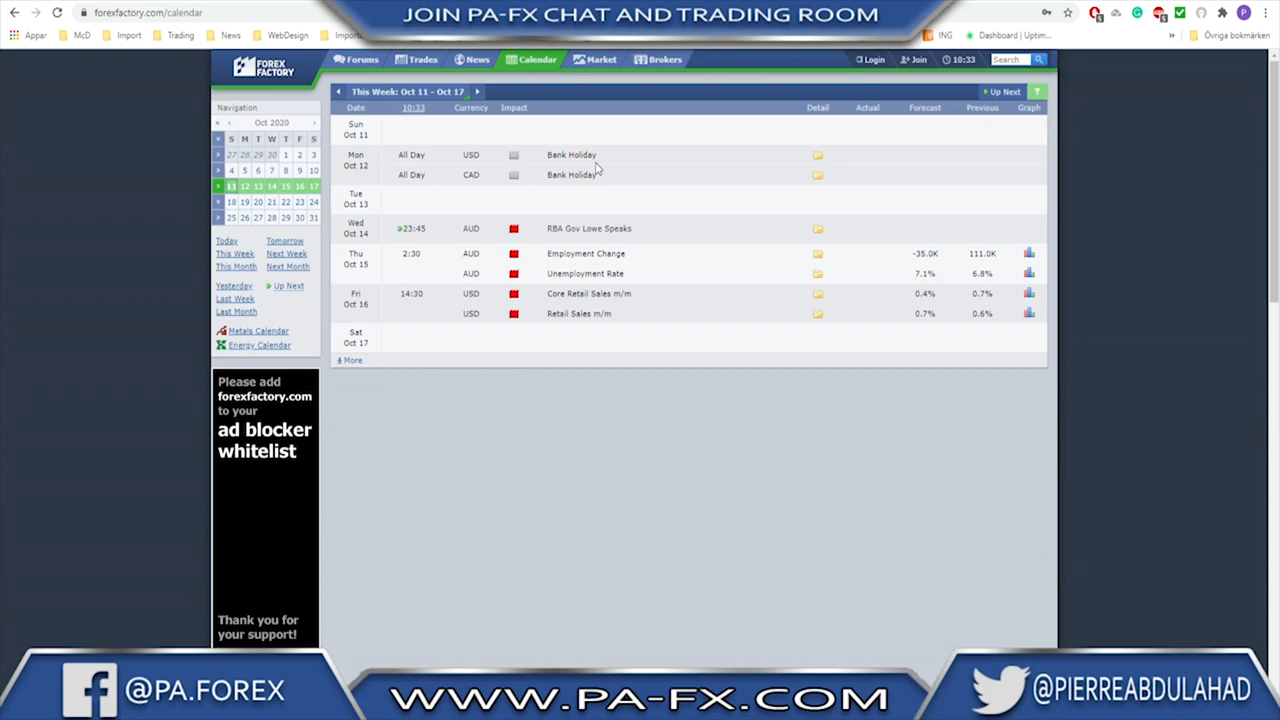 JOIN PA-FX CHAT AND TRADING ROOM
forexfactory.com/calendar
Appar McD Import Trading News WebDesign ING Dashboard | Uptim... Övriga bokmärken
FOREX FACTORY
Forums Trades News Calendar Market Brokers Login Join 10:33 Search
Navigation
Oct 2020
S M T W T F S
27 28 29 30 1 2 3
4 5 6 7 8 9 10
11 12 13 14 15 16 17
18 19 20 21 22 23 24
25 26 27 28 29 30 31
Today Tomorrow
This Week Next Week
This Month Next Month
Yesterday Up Next
Last Week
Last Month
Metals Calendar
Energy Calendar
This Week: Oct 11 - Oct 17 Up Next
Date 10:33 Currency Impact Detail Actual Forecast Previous Graph
Sun
Oct 11
Mon
Oct 12
All Day USD Bank Holiday
All Day CAD Bank Holiday
Tue
Oct 13
Wed
Oct 14
23:45 AUD RBA Gov Lowe Speaks
Thu
Oct 15
2:30 AUD Employment Change -35.0K 111.0K
AUD Unemployment Rate 7.1% 6.8%
Fri
Oct 16
14:30 USD Core Retail Sales m/m 0.4% 0.7%
USD Retail Sales m/m 0.7% 0.6%
Sat
Oct 17
More
Please add
forexfactory.com
to your
ad blocker
whitelist
Thank you for
your support!
@PA.FOREX
WWW.PA-FX.COM
@PIERREABDULAHAD